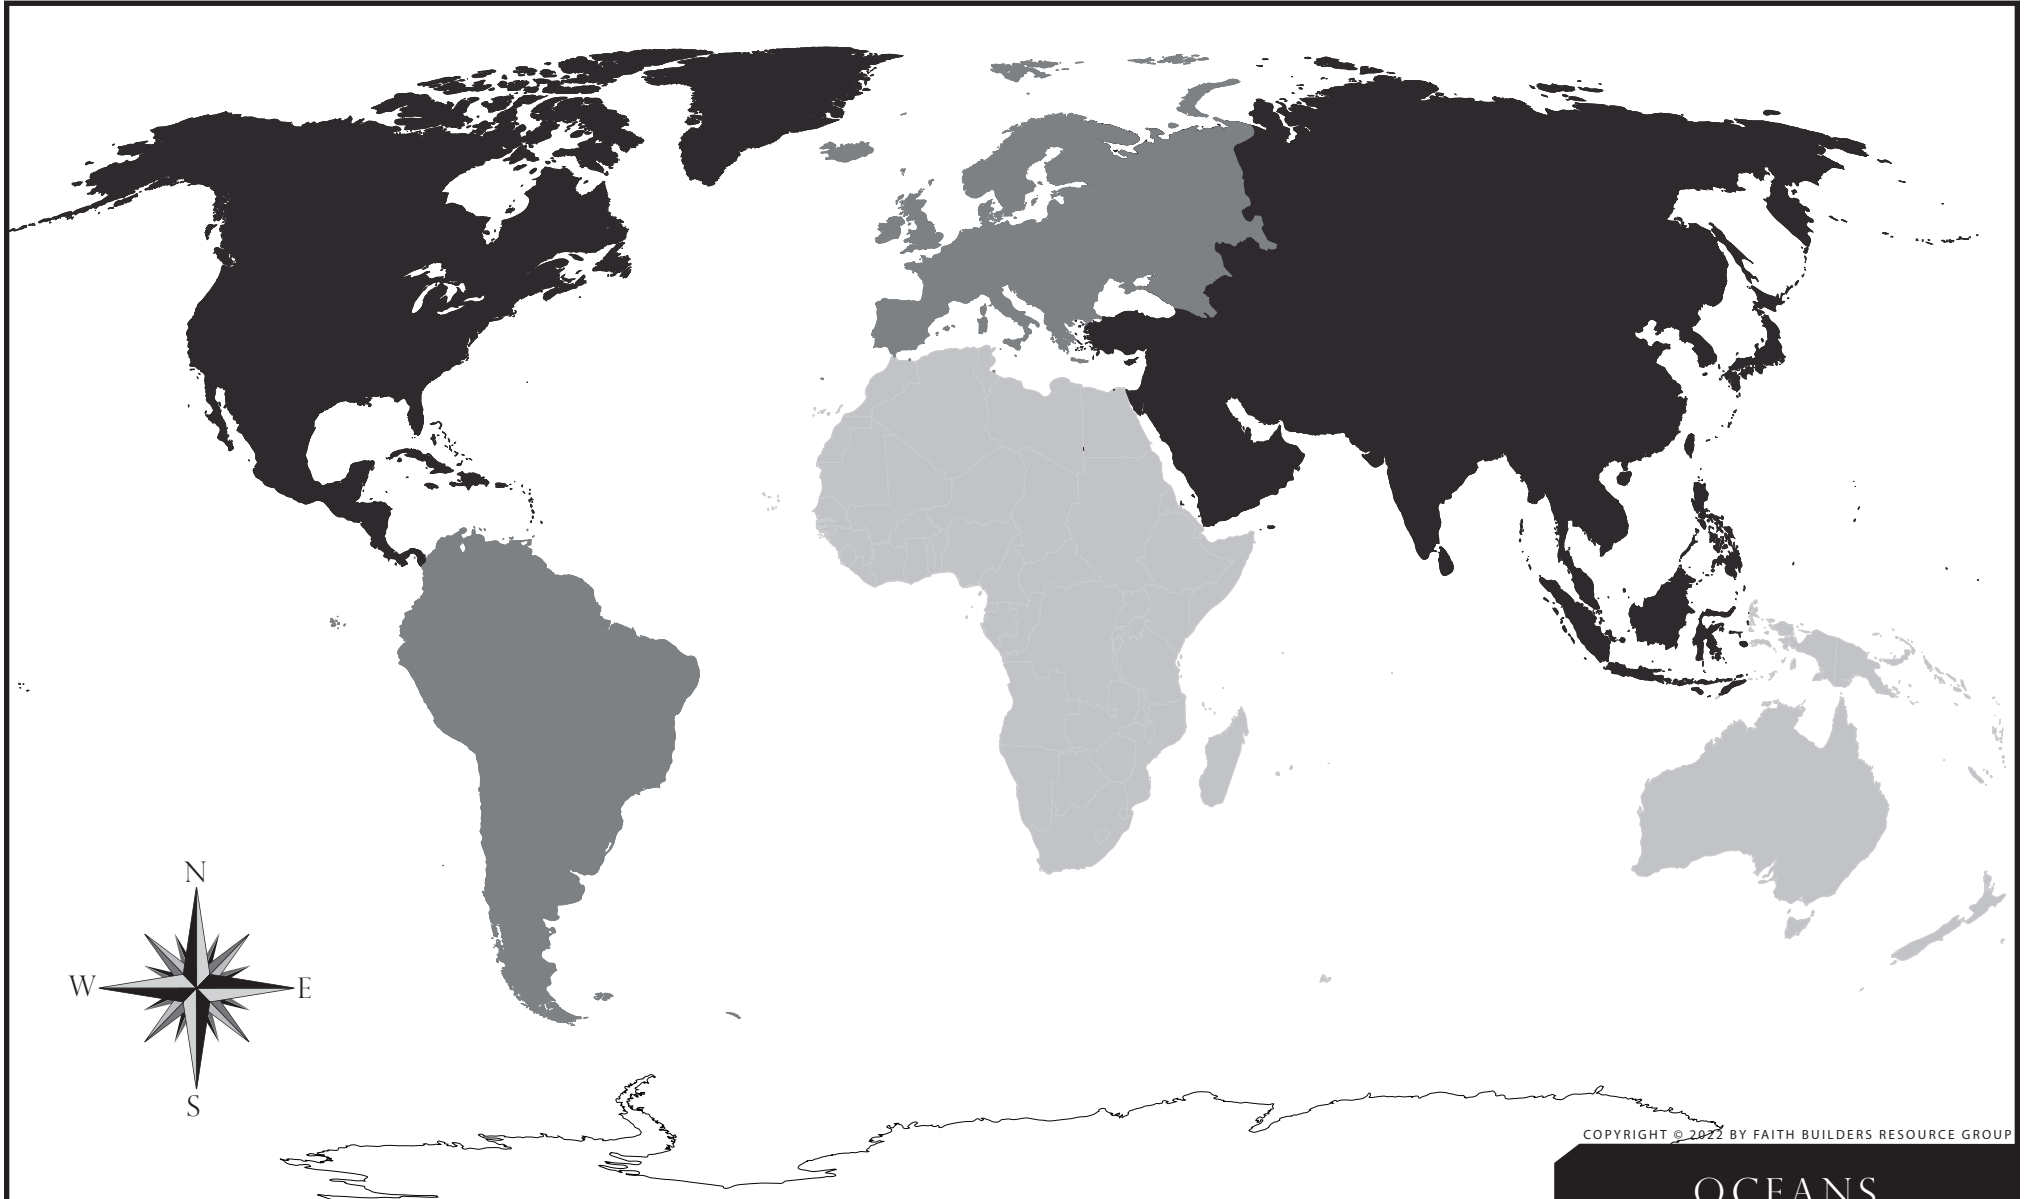 N
W E
S
COPYRIGHT © 2022 BY FAITH BUILDERS RESOURCE GROUP
OCEANS